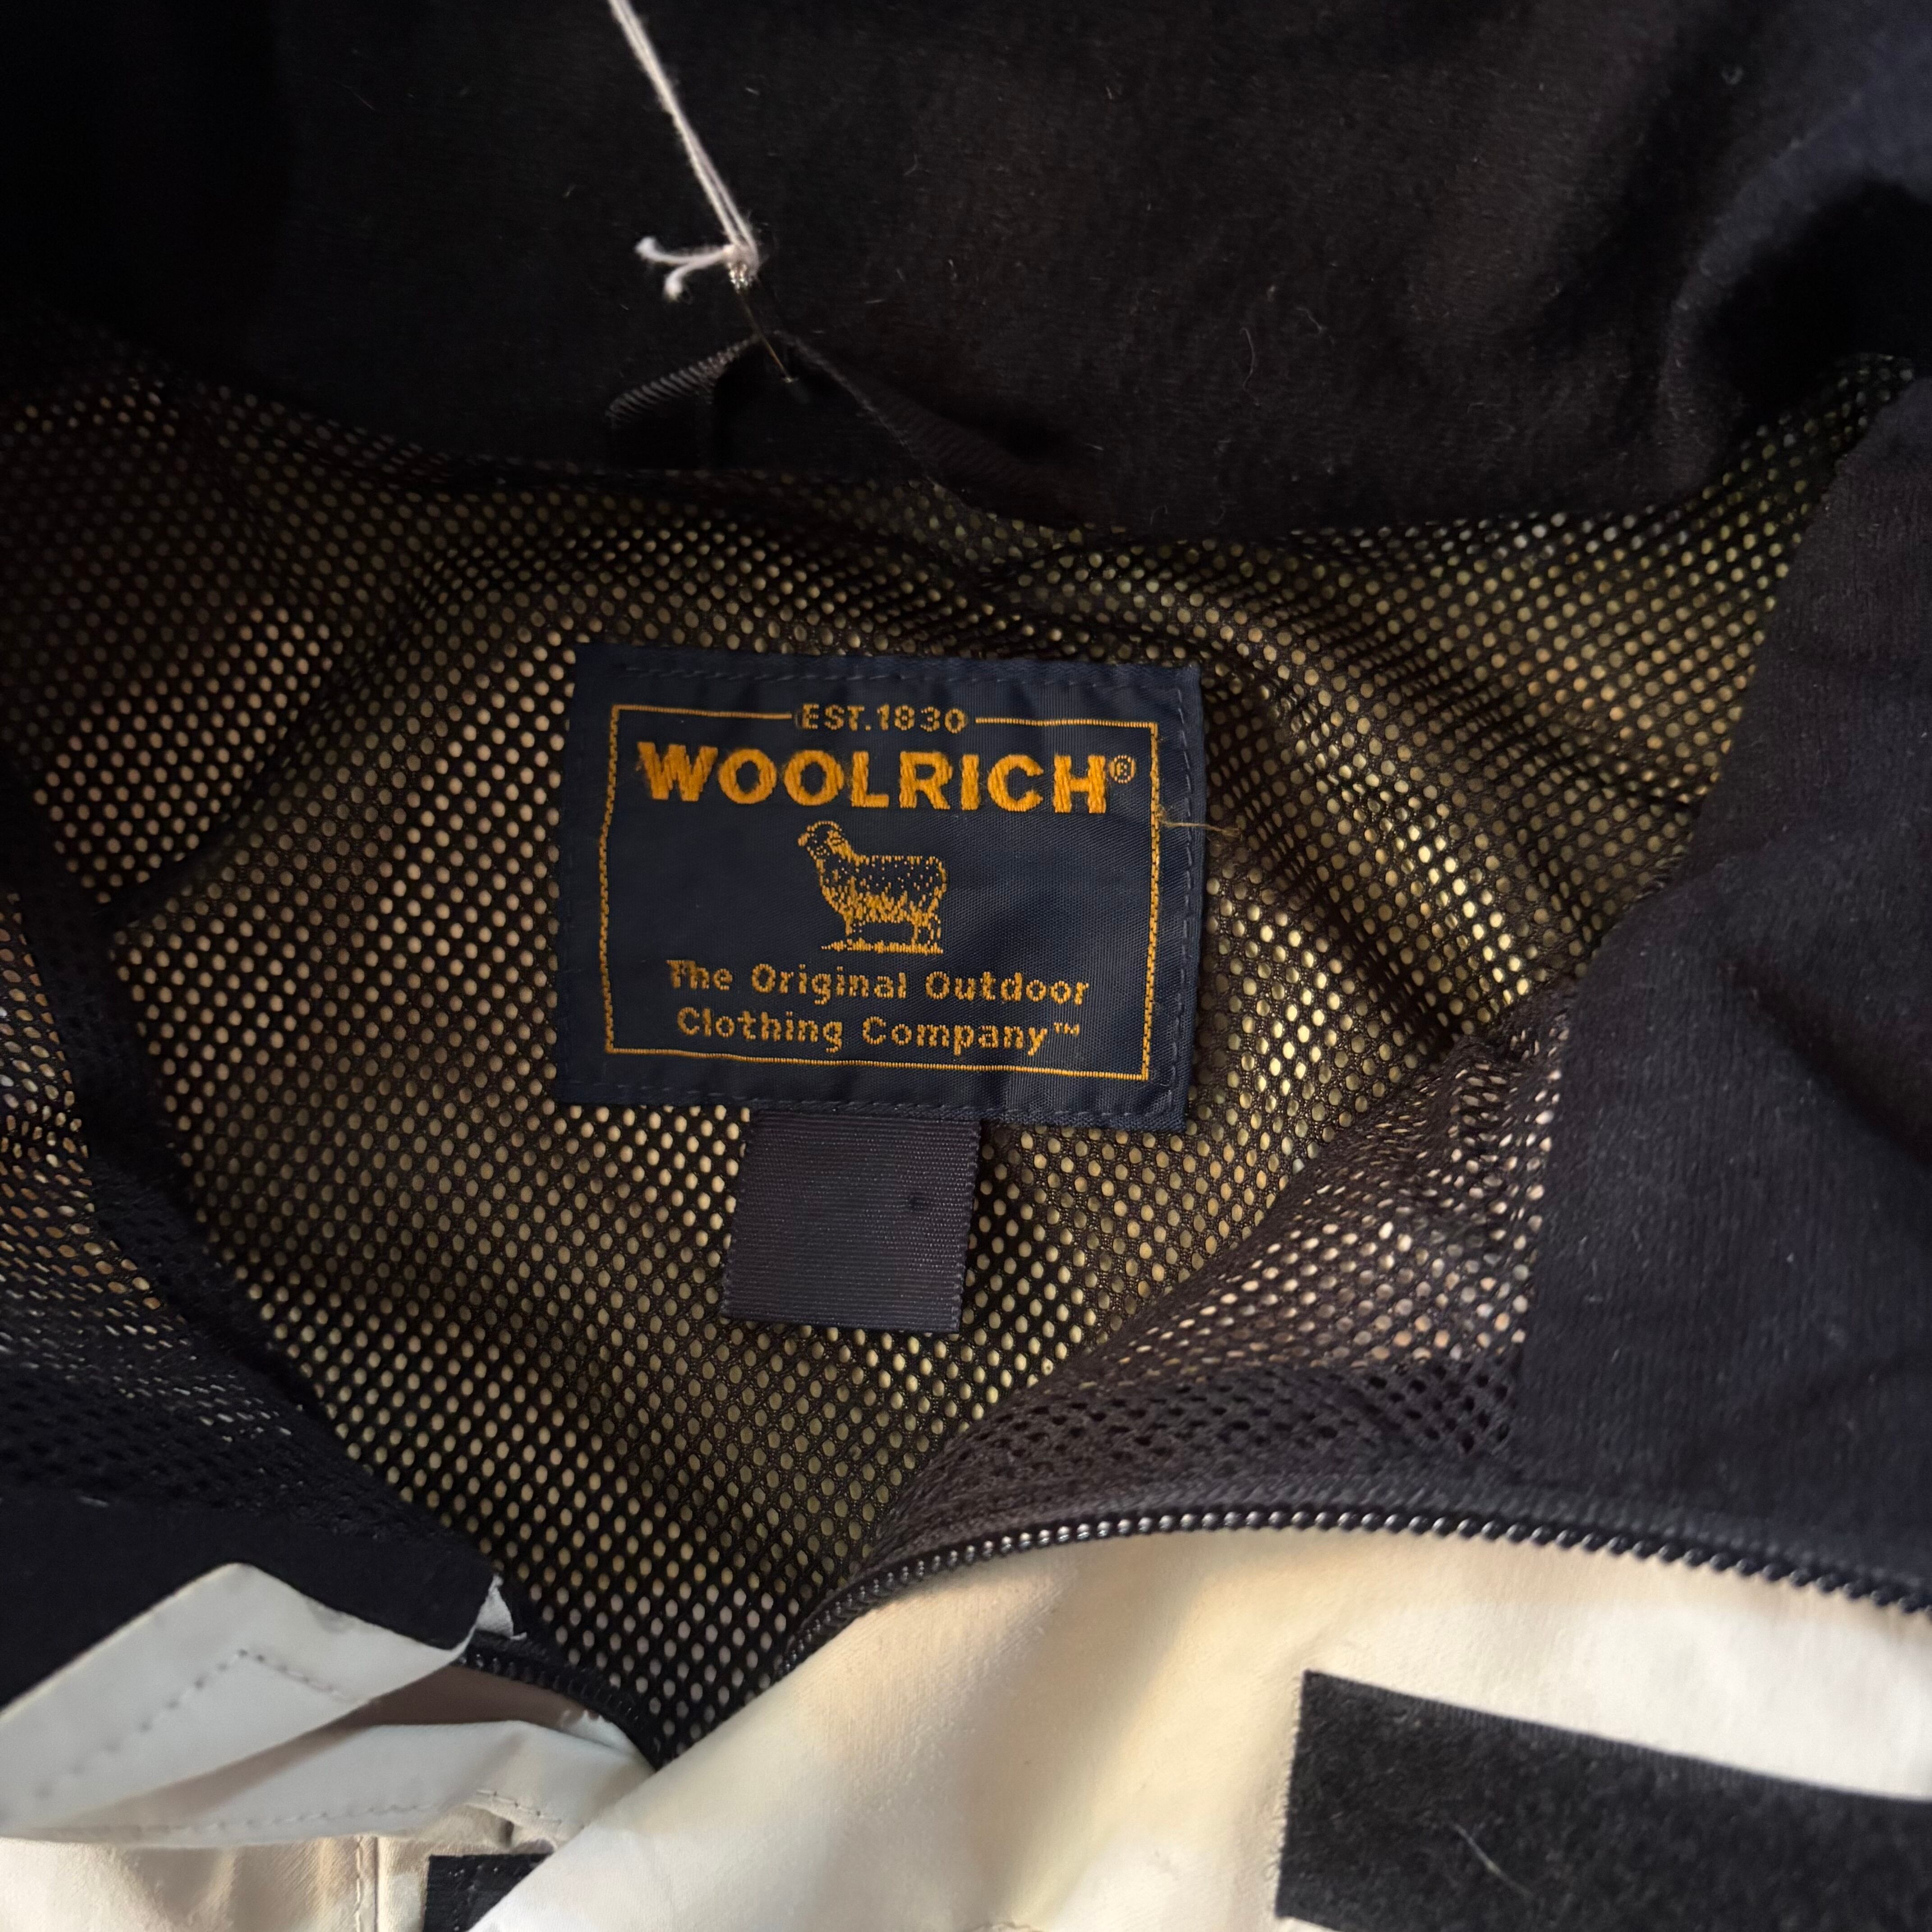 EST.1830
WOOLRICH®
The Original Outdoor
Clothing Company™